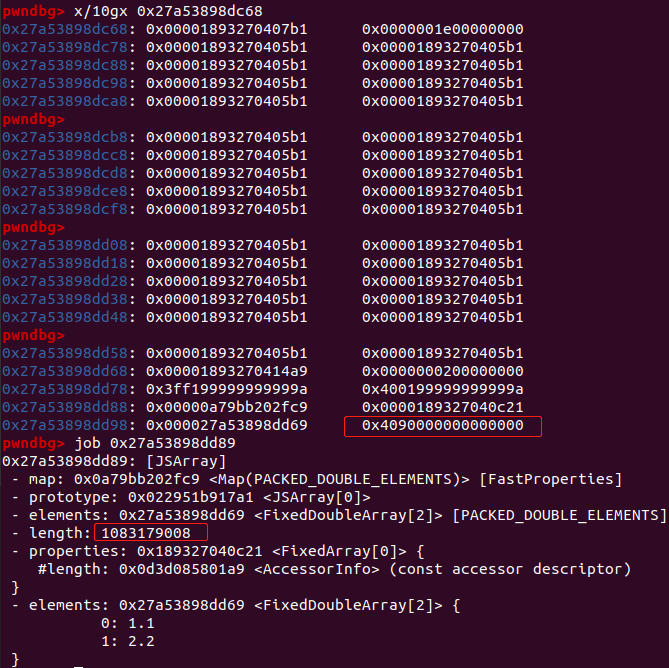 pwndbg> x/10gx 0x27a53898dc68
0x27a53898dc68: 0x00001893270407b1 0x0000001e00000000
0x27a53898dc78: 0x00001893270405b1 0x00001893270405b1
0x27a53898dc88: 0x00001893270405b1 0x00001893270405b1
0x27a53898dc98: 0x00001893270405b1 0x00001893270405b1
0x27a53898dca8: 0x00001893270405b1 0x00001893270405b1
pwndbg>
0x27a53898dcb8: 0x00001893270405b1 0x00001893270405b1
0x27a53898dcc8: 0x00001893270405b1 0x00001893270405b1
0x27a53898dcd8: 0x00001893270405b1 0x00001893270405b1
0x27a53898dce8: 0x00001893270405b1 0x00001893270405b1
0x27a53898dcf8: 0x00001893270405b1 0x00001893270405b1
pwndbg>
0x27a53898dd08: 0x00001893270405b1 0x00001893270405b1
0x27a53898dd18: 0x00001893270405b1 0x00001893270405b1
0x27a53898dd28: 0x00001893270405b1 0x00001893270405b1
0x27a53898dd38: 0x00001893270405b1 0x00001893270405b1
0x27a53898dd48: 0x00001893270405b1 0x00001893270405b1
pwndbg>
0x27a53898dd58: 0x00001893270405b1 0x00001893270405b1
0x27a53898dd68: 0x00001893270414a9 0x0000000200000000
0x27a53898dd78: 0x3ff199999999999a 0x400199999999999a
0x27a53898dd88: 0x00000a79bb202fc9 0x0000189327040c21
0x27a53898dd98: 0x000027a53898dd69 0x4090000000000000
pwndbg> job 0x27a53898dd89
0x27a53898dd89: [JSArray]
- map: 0x0a79bb202fc9 <Map(PACKED_DOUBLE_ELEMENTS)> [FastProperties]
- prototype: 0x022951b917a1 <JSArray[0]>
- elements: 0x27a53898dd69 <FixedDoubleArray[2]> [PACKED_DOUBLE_ELEMENTS]
- length: 1083179008
- properties: 0x189327040c21 <FixedArray[0]> {
#length: 0x0d3d085801a9 <AccessorInfo> (const accessor descriptor)
}
- elements: 0x27a53898dd69 <FixedDoubleArray[2]> {
0: 1.1
1: 2.2
}